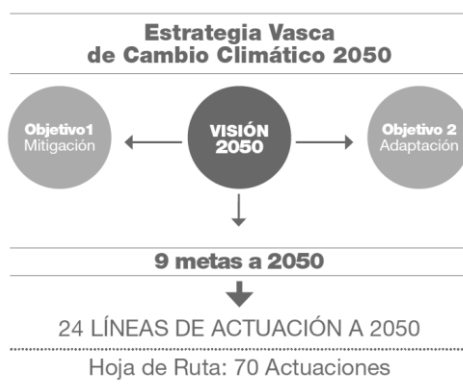 Estrategia Vasca
de Cambio Climático 2050
Objetivo1
Mitigación
VISIÓN
2050
Objetivo 2
Adaptación
9 metas a 2050
24 LÍNEAS DE ACTUACIÓN A 2050
Hoja de Ruta: 70 Actuaciones